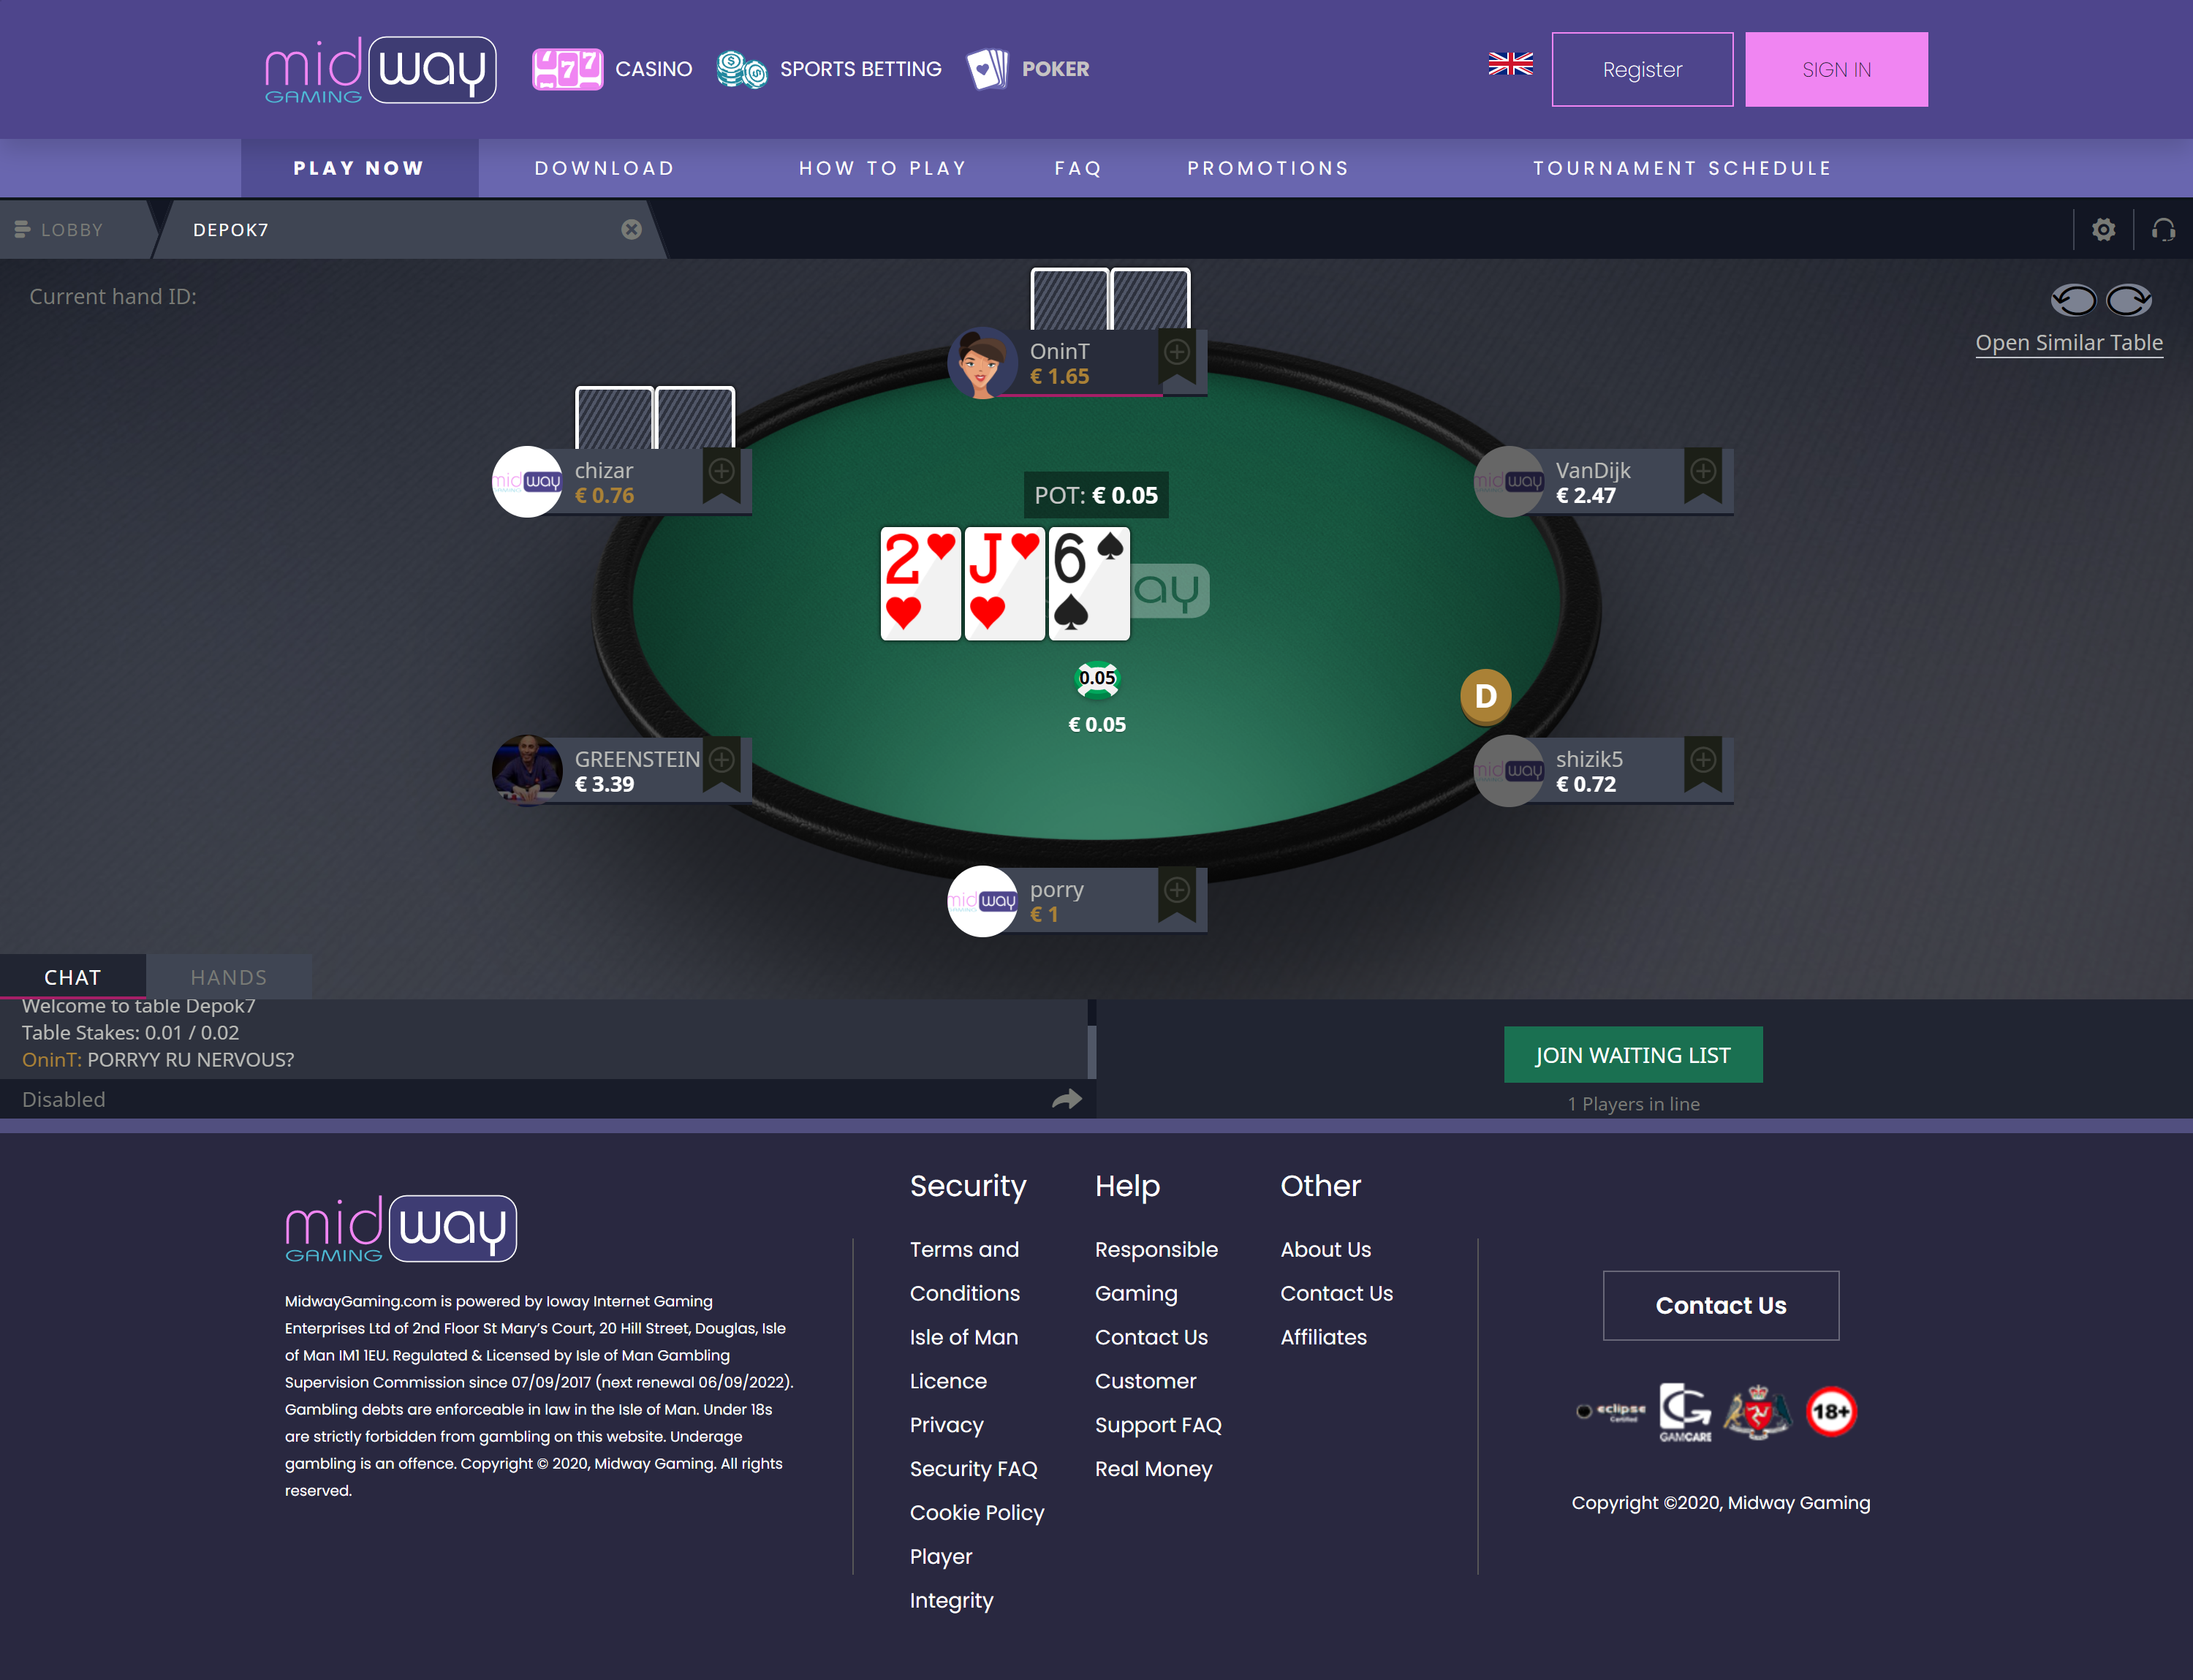 mid way
GAMING
CASINO
SPORTS BETTING
POKER
Register
SIGN IN
PLAY NOW
DOWNLOAD
HOW TO PLAY
FAQ
PROMOTIONS
TOURNAMENT SCHEDULE
LOBBY
DEPOK7
Current hand ID:
Open Similar Table
OninT
€ 1.65
chizar
€ 0.76
mid way
VanDijk
€ 2.47
mid way
POT: € 0.05
2 J 6
ay
0.05
€ 0.05
D
GREENSTEIN
€ 3.39
shizik5
€ 0.72
mid way
porry
€ 1
mid way
CHAT
HANDS
Welcome to table Depok7
Table Stakes: 0.01 / 0.02
OninT: PORRYY RU NERVOUS?
Disabled
JOIN WAITING LIST
1 Players in line
mid way
GAMING
MidwayGaming.com is powered by Ioway Internet Gaming
Enterprises Ltd of 2nd Floor St Mary's Court, 20 Hill Street, Douglas, Isle
of Man IM1 1EU. Regulated & Licensed by Isle of Man Gambling
Supervision Commission since 07/09/2017 (next renewal 06/09/2022).
Gambling debts are enforceable in law in the Isle of Man. Under 18s
are strictly forbidden from gambling on this website. Underage
gambling is an offence. Copyright © 2020, Midway Gaming. All rights
reserved.
Security
Terms and
Conditions
Isle of Man
Licence
Privacy
Security FAQ
Cookie Policy
Player
Integrity
Help
Responsible
Gaming
Contact Us
Customer
Support FAQ
Real Money
Other
About Us
Contact Us
Affiliates
Contact Us
eclipse
Certified
GAMCARE
18+
Copyright ©2020, Midway Gaming